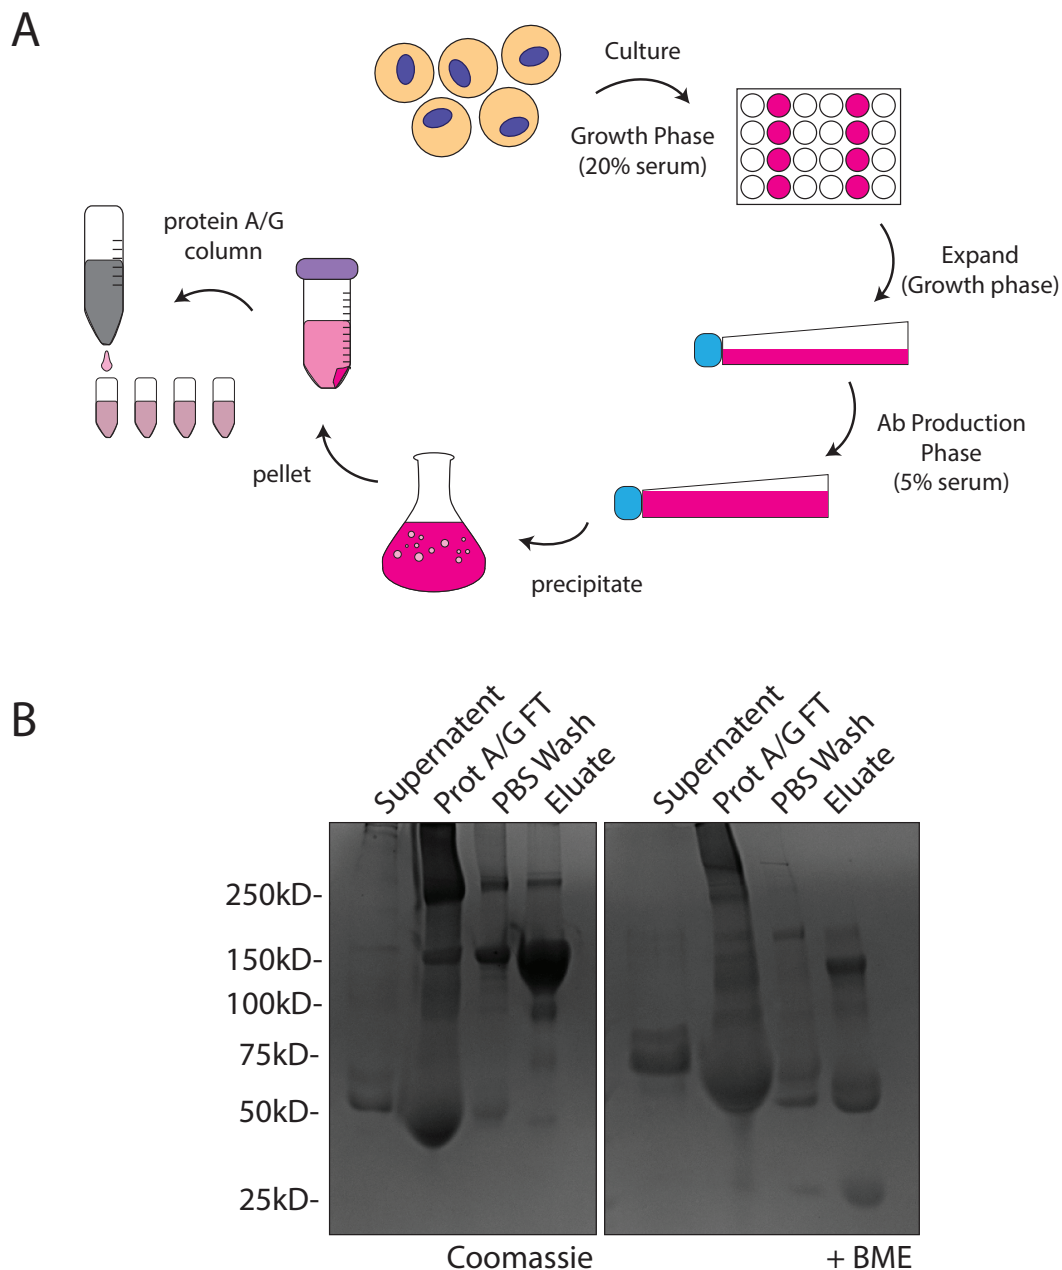 A
Culture
Growth Phase
(20% serum)
Expand
(Growth phase)
Ab Production
Phase
(5% serum)
precipitate
pellet
protein A/G
column
B
Supernatent
Prot A/G FT
PBS Wash
Eluate
Supernatent
Prot A/G FT
PBS Wash
Eluate
250kD-
150kD-
100kD-
75kD-
50kD-
25kD-
Coomassie
+ BME